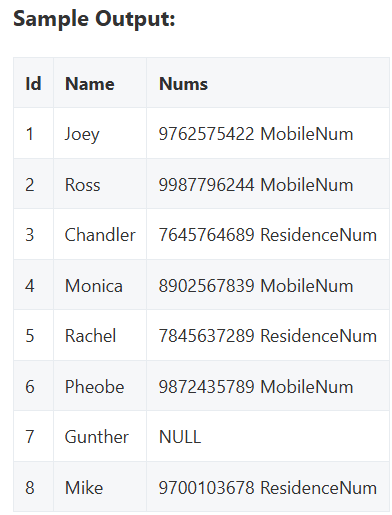 Sample Output:
Id Name Nums
1 Joey 9762575422 MobileNum
2 Ross 9987796244 MobileNum
3 Chandler 7645764689 ResidenceNum
4 Monica 8902567839 MobileNum
5 Rachel 7845637289 ResidenceNum
6 Pheobe 9872435789 MobileNum
7 Gunther NULL
8 Mike 9700103678 ResidenceNum